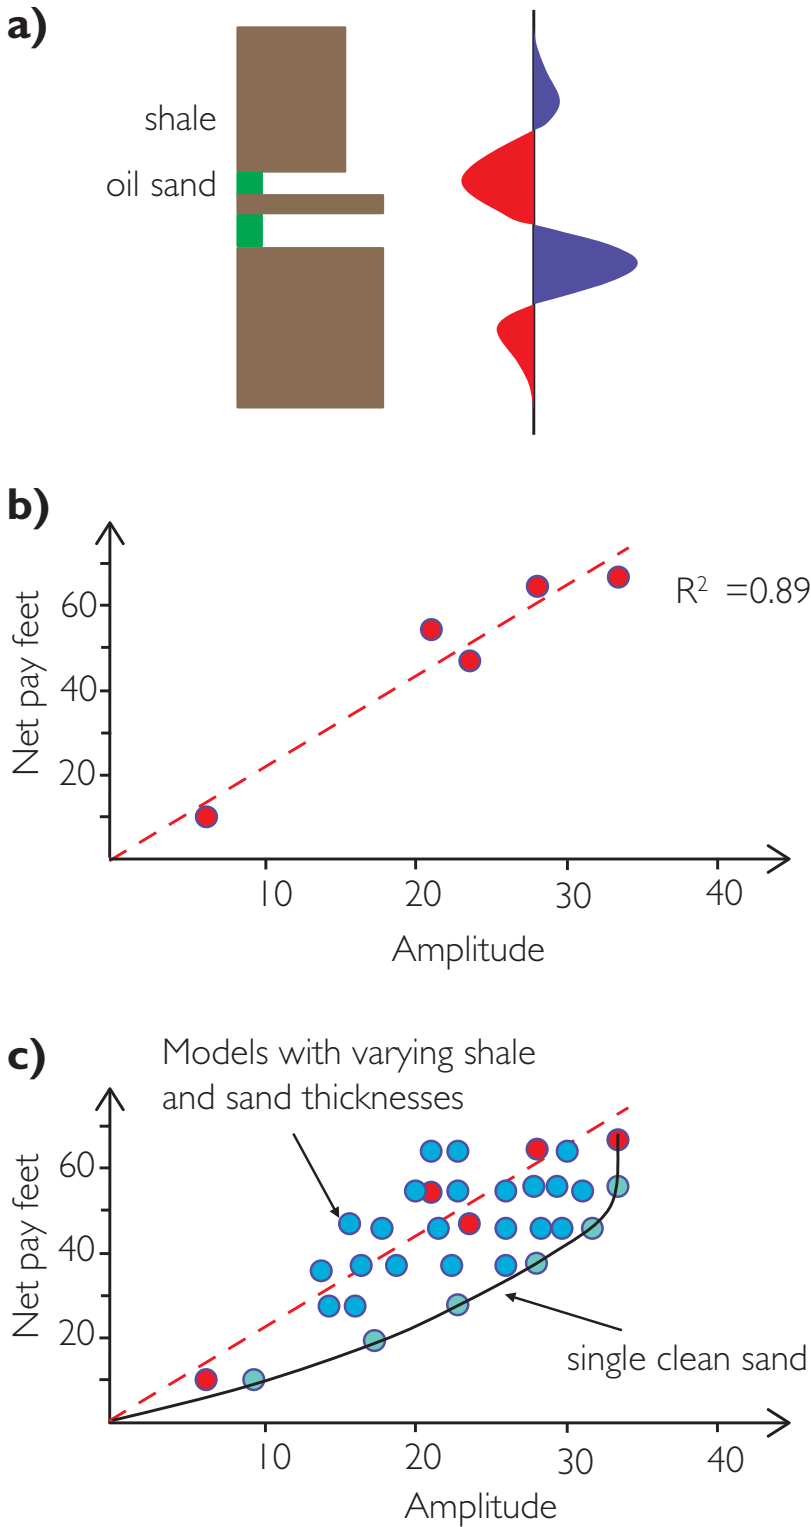 a)
shale
oil sand
b)
R² =0.89
60
40
20
Net pay feet
10 20 30 40
Amplitude
c)
Models with varying shale
and sand thicknesses
60
40
20
Net pay feet
single clean sand
10 20 30 40
Amplitude